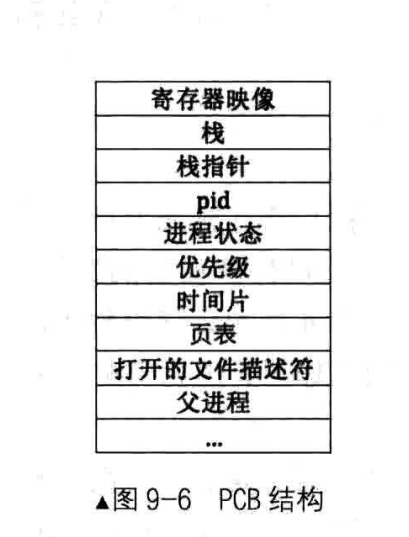 寄存器映像
栈
栈指针
pid
进程状态
优先级
时间片
页表
打开的文件描述符
父进程
...
▲图 9-6 PCB 结构